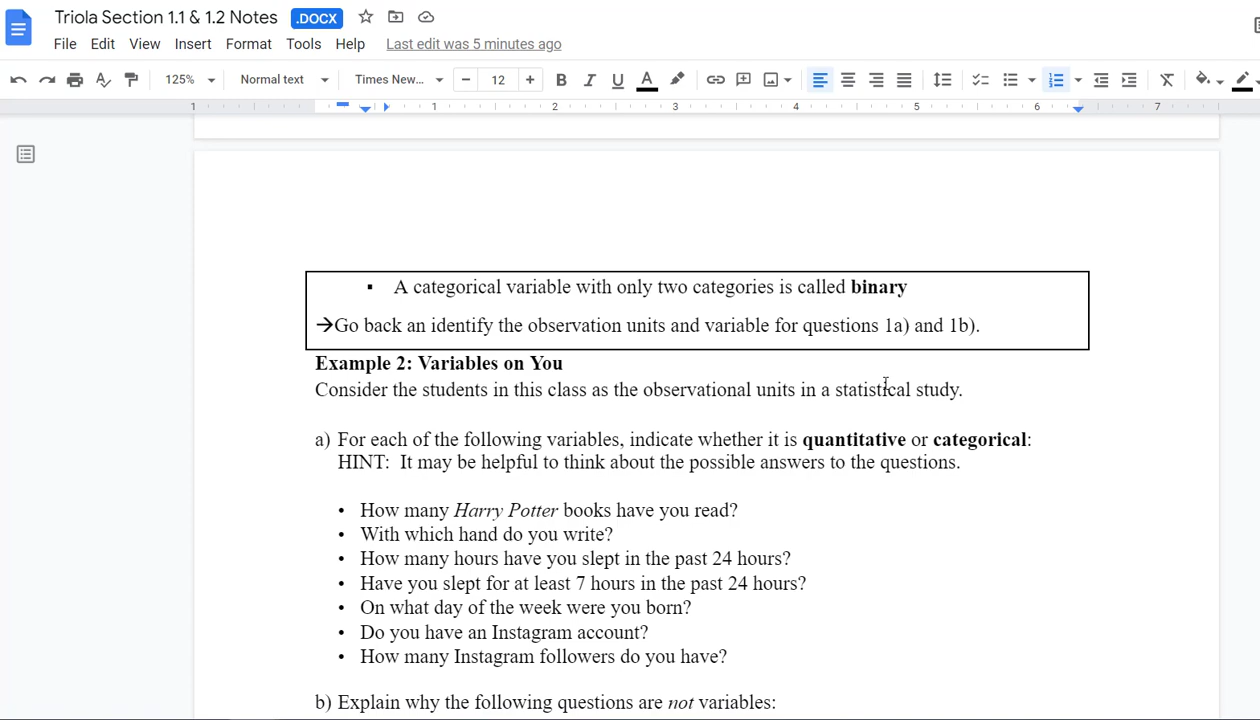 Triola Section 1.1 & 1.2 Notes .DOCX
File Edit View Insert Format Tools Help Last edit was 5 minutes ago
125% Normal text Times New... 12 B I U A
1 1 2 3 4 5 6 7
▪ A categorical variable with only two categories is called binary
→Go back an identify the observation units and variable for questions 1a) and 1b).
Example 2: Variables on You
Consider the students in this class as the observational units in a statistical study.
a) For each of the following variables, indicate whether it is quantitative or categorical:
HINT: It may be helpful to think about the possible answers to the questions.
• How many Harry Potter books have you read?
• With which hand do you write?
• How many hours have you slept in the past 24 hours?
• Have you slept for at least 7 hours in the past 24 hours?
• On what day of the week were you born?
• Do you have an Instagram account?
• How many Instagram followers do you have?
b) Explain why the following questions are not variables: